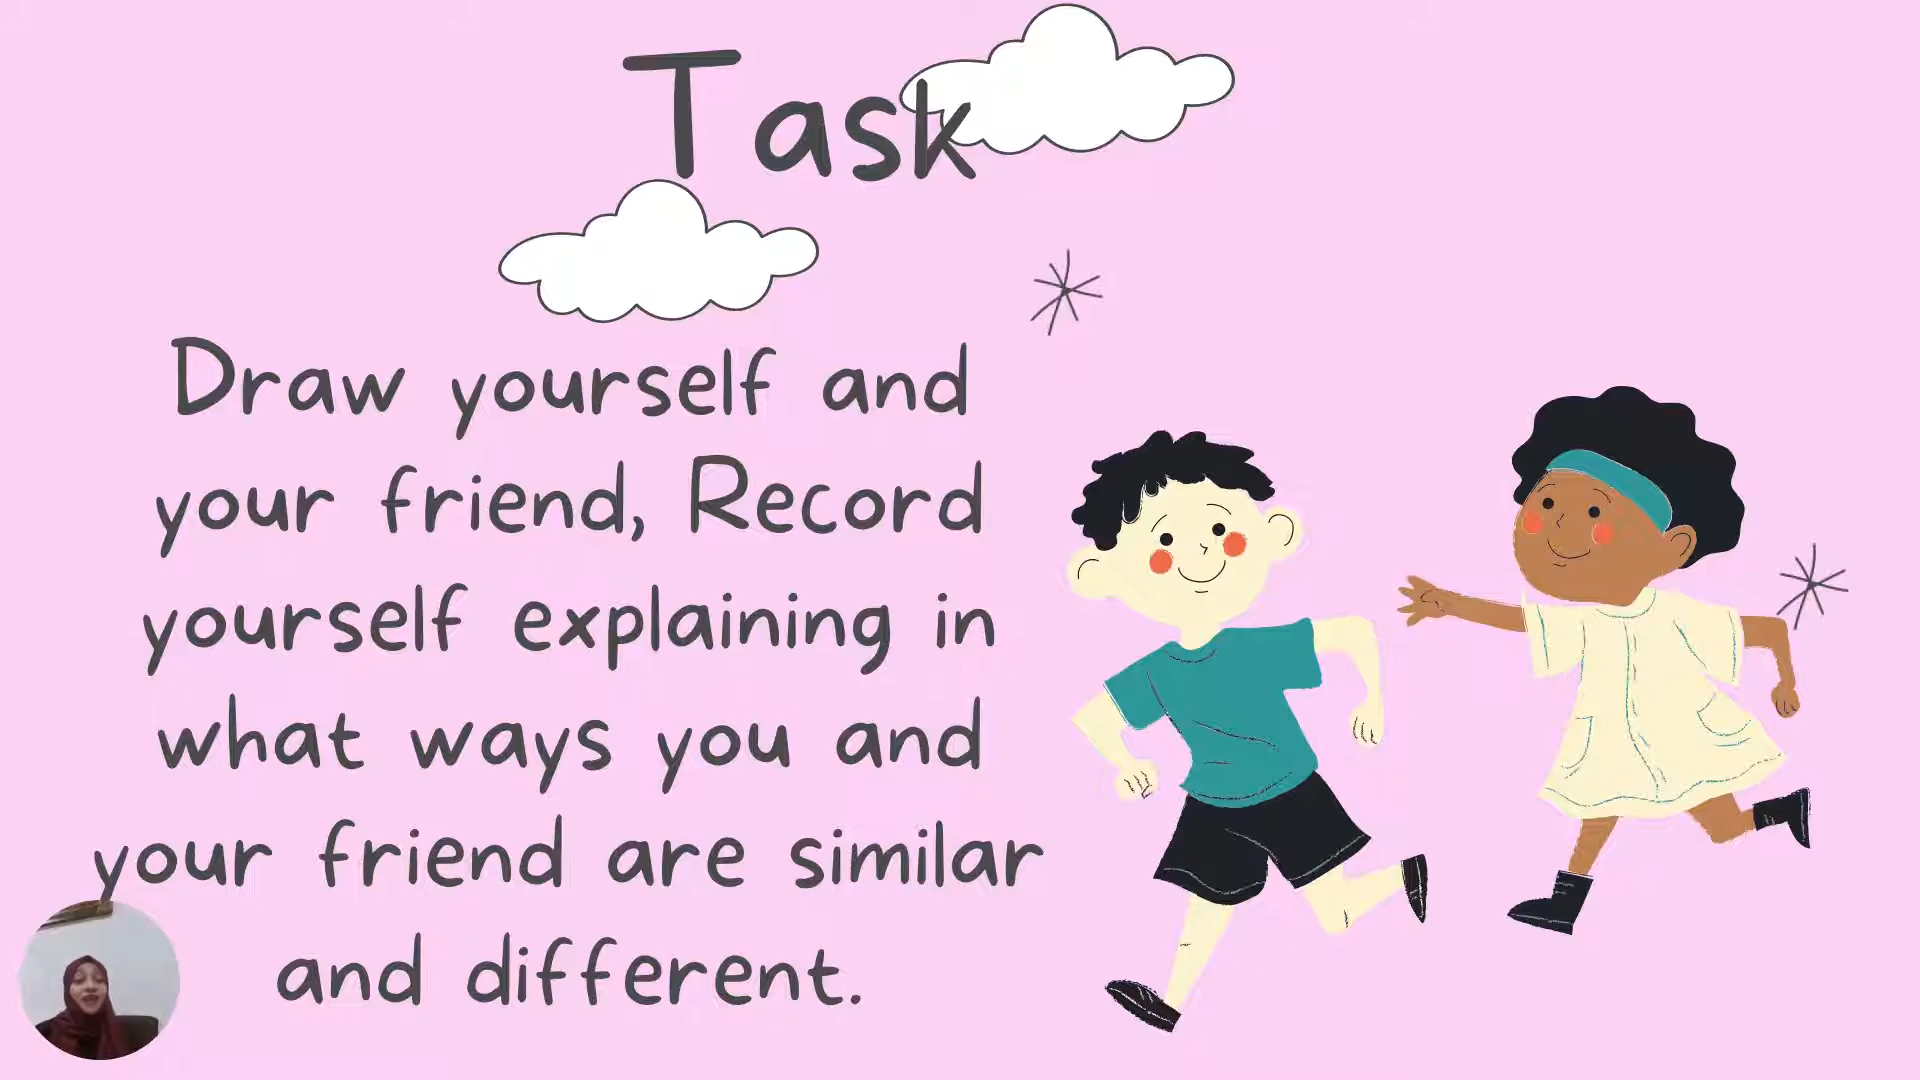 Task
Draw yourself and
your friend, Record
yourself explaining in
what ways you and
your friend are similar
and different.